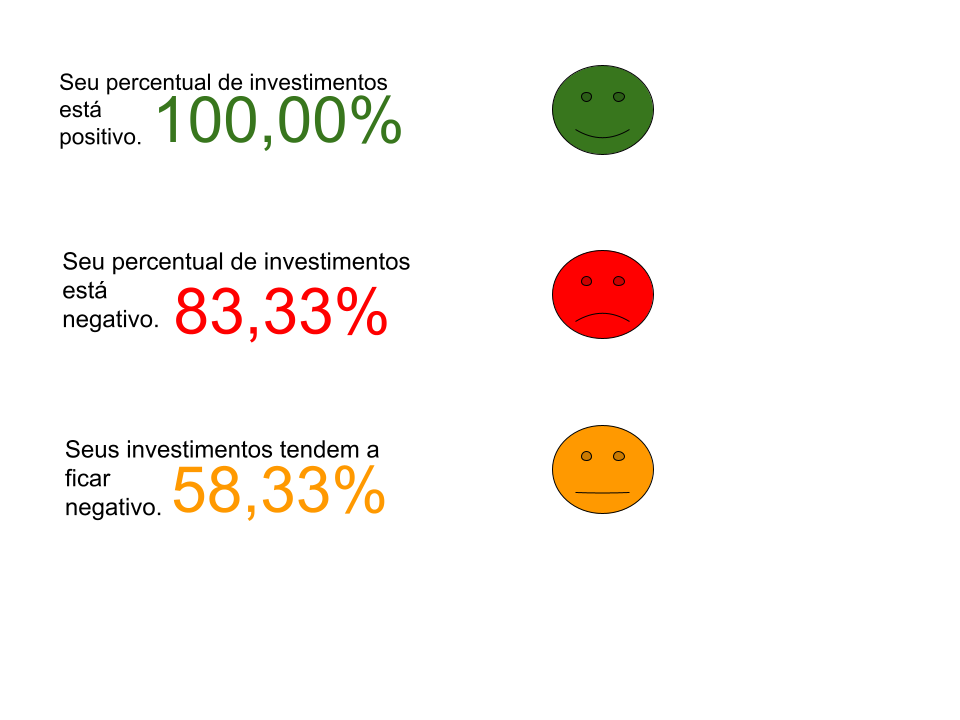 Seu percentual de investimentos
está
positivo. 100,00%
Seu percentual de investimentos
está
negativo. 83,33%
Seus investimentos tendem a
ficar
negativo. 58,33%